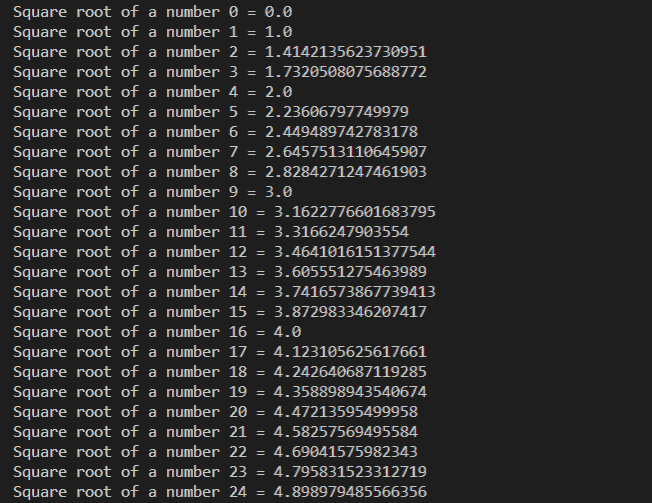 Square root of a number 0 = 0.0
Square root of a number 1 = 1.0
Square root of a number 2 = 1.4142135623730951
Square root of a number 3 = 1.7320508075688772
Square root of a number 4 = 2.0
Square root of a number 5 = 2.23606797749979
Square root of a number 6 = 2.449489742783178
Square root of a number 7 = 2.6457513110645907
Square root of a number 8 = 2.8284271247461903
Square root of a number 9 = 3.0
Square root of a number 10 = 3.1622776601683795
Square root of a number 11 = 3.3166247903554
Square root of a number 12 = 3.4641016151377544
Square root of a number 13 = 3.605551275463989
Square root of a number 14 = 3.7416573867739413
Square root of a number 15 = 3.872983346207417
Square root of a number 16 = 4.0
Square root of a number 17 = 4.123105625617661
Square root of a number 18 = 4.242640687119285
Square root of a number 19 = 4.358898943540674
Square root of a number 20 = 4.47213595499958
Square root of a number 21 = 4.58257569495584
Square root of a number 22 = 4.69041575982343
Square root of a number 23 = 4.795831523312719
Square root of a number 24 = 4.898979485566356